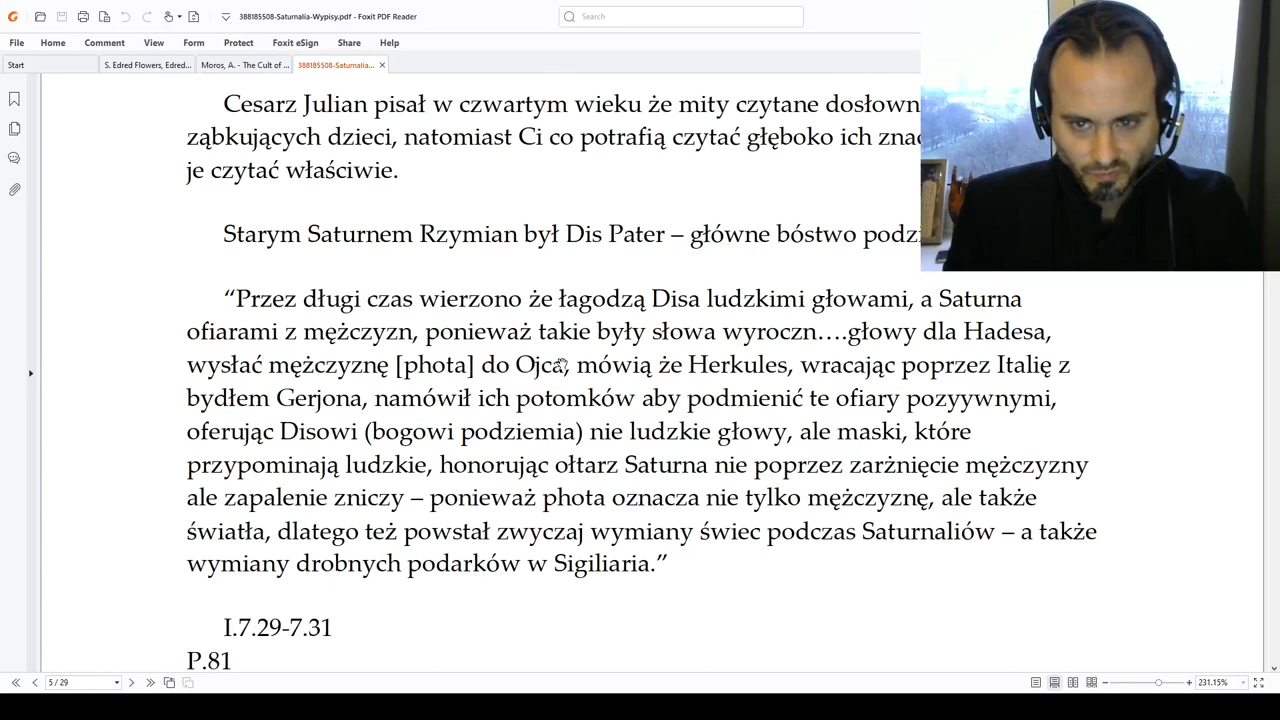 388185508-Saturnalia-Wypisy.pdf - Foxit PDF Reader
Search
File Home Comment View Form Protect Foxit eSign Share Help
Start S. Edred Flowers, Edred... Moros, A. - The Cult of ... 388185508-Saturnalia...
Cesarz Julian pisał w czwartym wieku że mity czytane
ząbkujących dzieci, natomiast Ci co potrafią czytać głęboko ich
je czytać właściwie.
Starym Saturnem Rzymian był Dis Pater – główne bóstwo
“Przez długi czas wierzono że łagodzą Disa ludzkimi głowami, a Saturna
ofiarami z mężczyzn, ponieważ takie były słowa wyroczn….głowy dla Hadesa,
wysłać mężczyznę [phota] do Ojca, mówią że Herkules, wracając poprzez Italię z
bydłem Gerjona, namówił ich potomków aby podmienić te ofiary pozyywnymi,
oferując Disowi (bogowi podziemia) nie ludzkie głowy, ale maski, które
przypominają ludzkie, honorując ołtarz Saturna nie poprzez zarżnięcie mężczyzny
ale zapalenie zniczy – ponieważ phota oznacza nie tylko mężczyznę, ale także
światła, dlatego też powstał zwyczaj wymiany świec podczas Saturnaliów – a także
wymiany drobnych podarków w Sigiliaria.”
I.7.29-7.31
P.81
5 / 29
231.15%